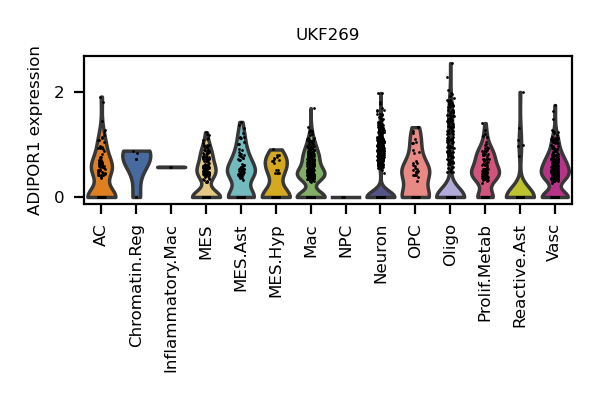 UKF269
ADIPOR1 expression
2
0
AC
Chromatin.Reg
Inflammatory.Mac
MES
MES.Ast
MES.Hyp
Mac
NPC
Neuron
OPC
Oligo
Prolif.Metab
Reactive.Ast
Vasc